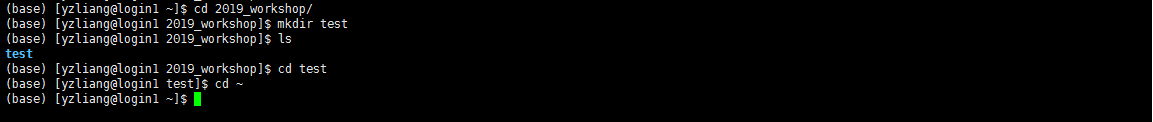 (base) [yzliang@login1 ~]$ cd 2019_workshop/
(base) [yzliang@login1 2019_workshop]$ mkdir test
(base) [yzliang@login1 2019_workshop]$ ls
test
(base) [yzliang@login1 2019_workshop]$ cd test
(base) [yzliang@login1 test]$ cd ~
(base) [yzliang@login1 ~]$